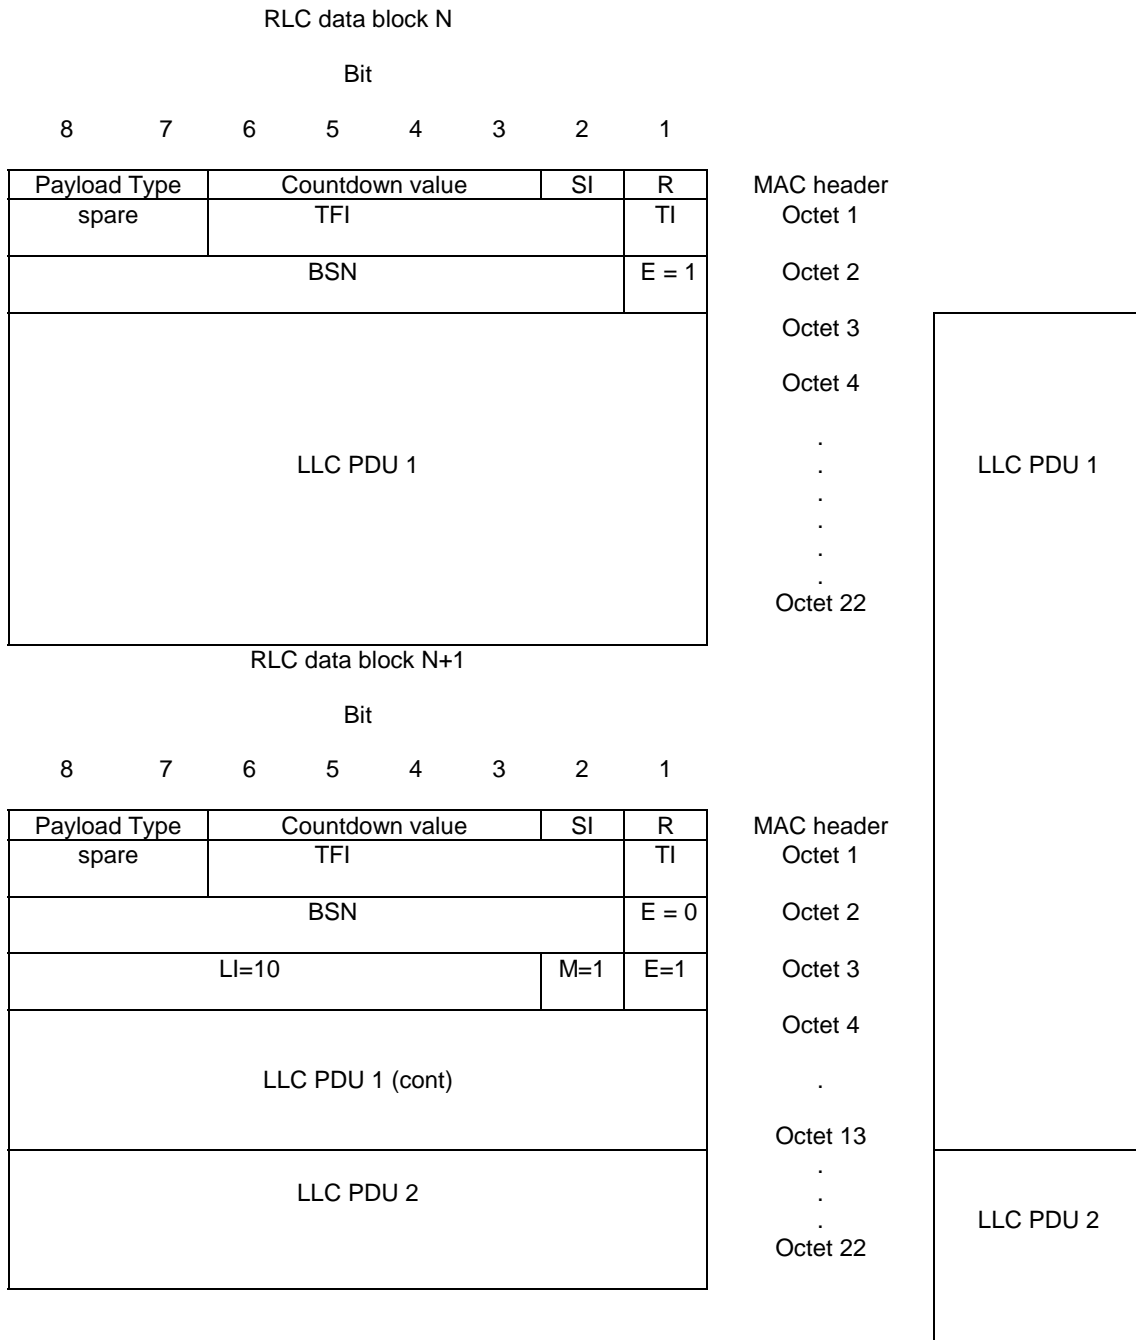 RLC data block N
Bit
8 7 6 5 4 3 2 1
Payload Type Countdown value SI R MAC header
spare TFI TI Octet 1
BSN E = 1 Octet 2
Octet 3
Octet 4
.
LLC PDU 1 . LLC PDU 1
.
.
.
.
Octet 22
RLC data block N+1
Bit
8 7 6 5 4 3 2 1
Payload Type Countdown value SI R MAC header
spare TFI TI Octet 1
BSN E = 0 Octet 2
LI=10 M=1 E=1 Octet 3
Octet 4
LLC PDU 1 (cont) .
Octet 13
.
LLC PDU 2 .
. LLC PDU 2
Octet 22